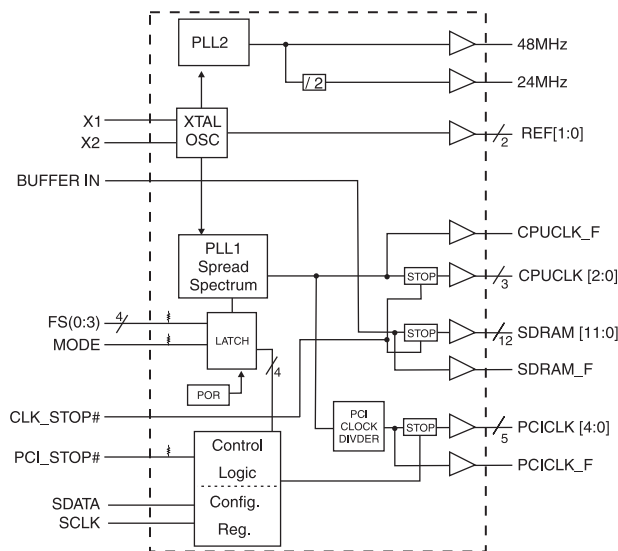 PLL2
48MHz
/ 2
24MHz
X1
X2
XTAL
OSC
REF[1:0]
2
BUFFER IN
PLL1
Spread
Spectrum
CPUCLK_F
STOP
CPUCLK [2:0]
3
FS(0:3)
4
MODE
LATCH
STOP
SDRAM [11:0]
12
4
SDRAM_F
POR
CLK_STOP#
PCI
CLOCK
DIVDER
STOP
PCICLK [4:0]
5
PCI_STOP#
Control
Logic
PCICLK_F
SDATA
SCLK
Config.
Reg.